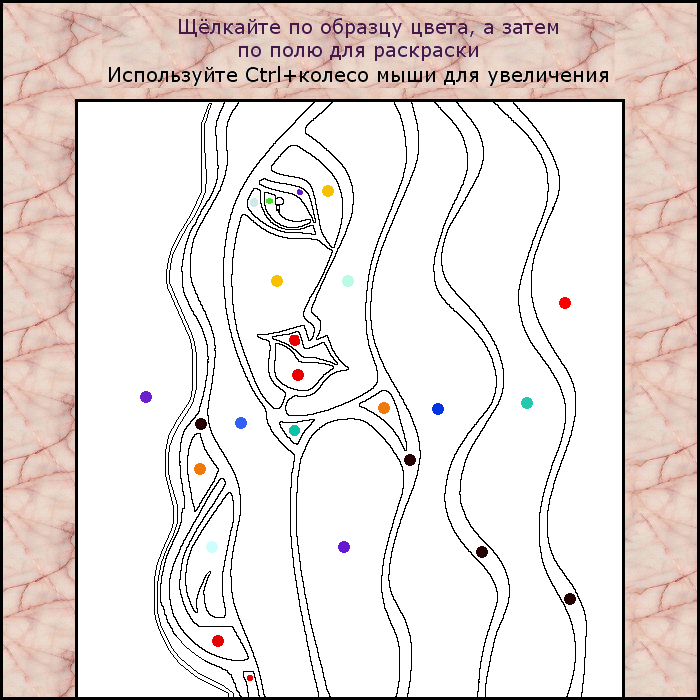 Щёлкайте по образцу цвета, а затем
по полю для раскраски
Используйте Ctrl+колесо мыши для увеличения